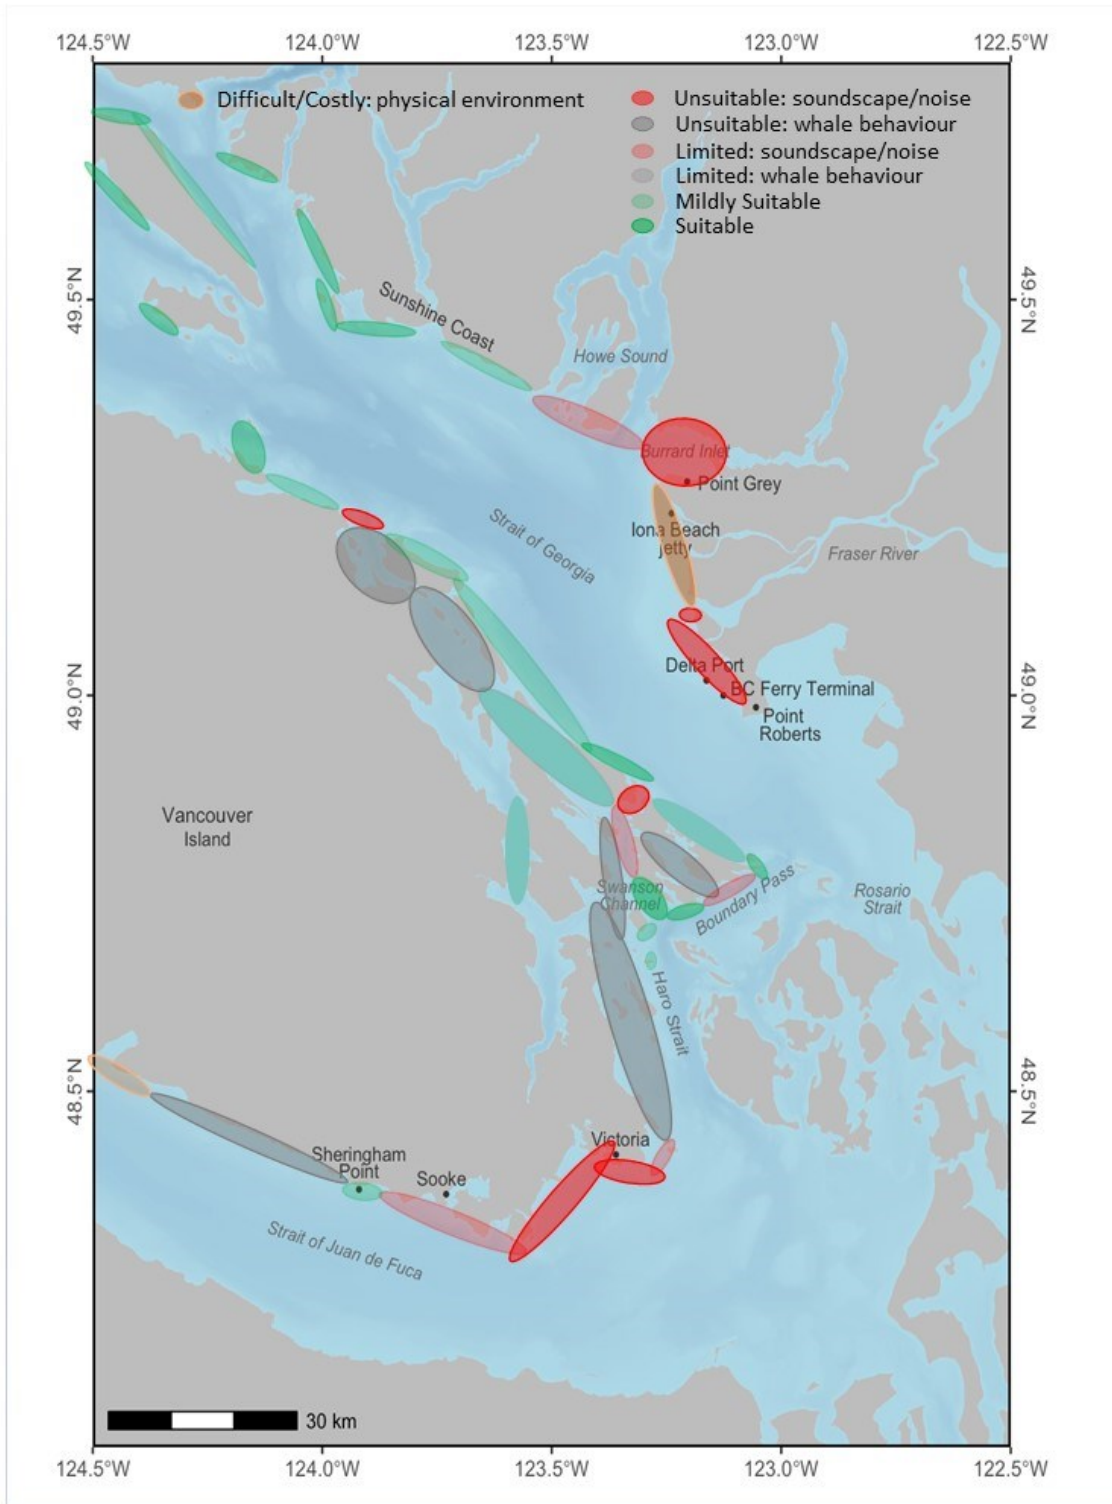 124.5°W 124.0°W 123.5°W 123.0°W 122.5°W
Difficult/Costly: physical environment
Unsuitable: soundscape/noise
Unsuitable: whale behaviour
Limited: soundscape/noise
Limited: whale behaviour
Mildly Suitable
Suitable
49.5°N
49.5°N
Sunshine Coast
Howe Sound
Burrard Inlet
Point Grey
Iona Beach
jetty
Strait of Georgia
Fraser River
49.0°N
49.0°N
Delta Port
BC Ferry Terminal
Point
Roberts
Vancouver
Island
Swanson
Channel
Boundary Pass
Rosario
Strait
Haro Strait
48.5°N
48.5°N
Victoria
Sheringham
Point
Sooke
Strait of Juan de Fuca
30 km
124.5°W 124.0°W 123.5°W 123.0°W 122.5°W